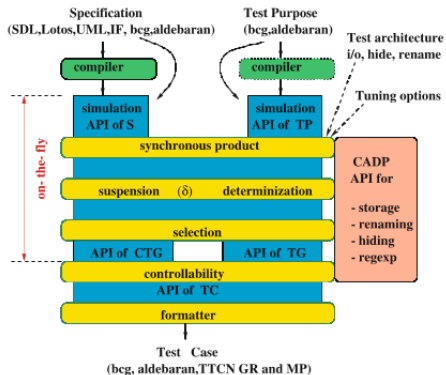 Specification
(SDL,Lotos,UML,IF, bcg,aldebaran)
Test Purpose
(bcg,aldebaran)
Test architecture
i/o, hide, rename
Tuning options
compiler
compiler
simulation
API of S
simulation
API of TP
synchronous product
on- the- fly
suspension (δ) determinization
selection
API of CTG
API of TG
controllability
API of TC
formatter
CADP
API for
- storage
- renaming
- hiding
- regexp
Test Case
(bcg, aldebaran,TTCN GR and MP)